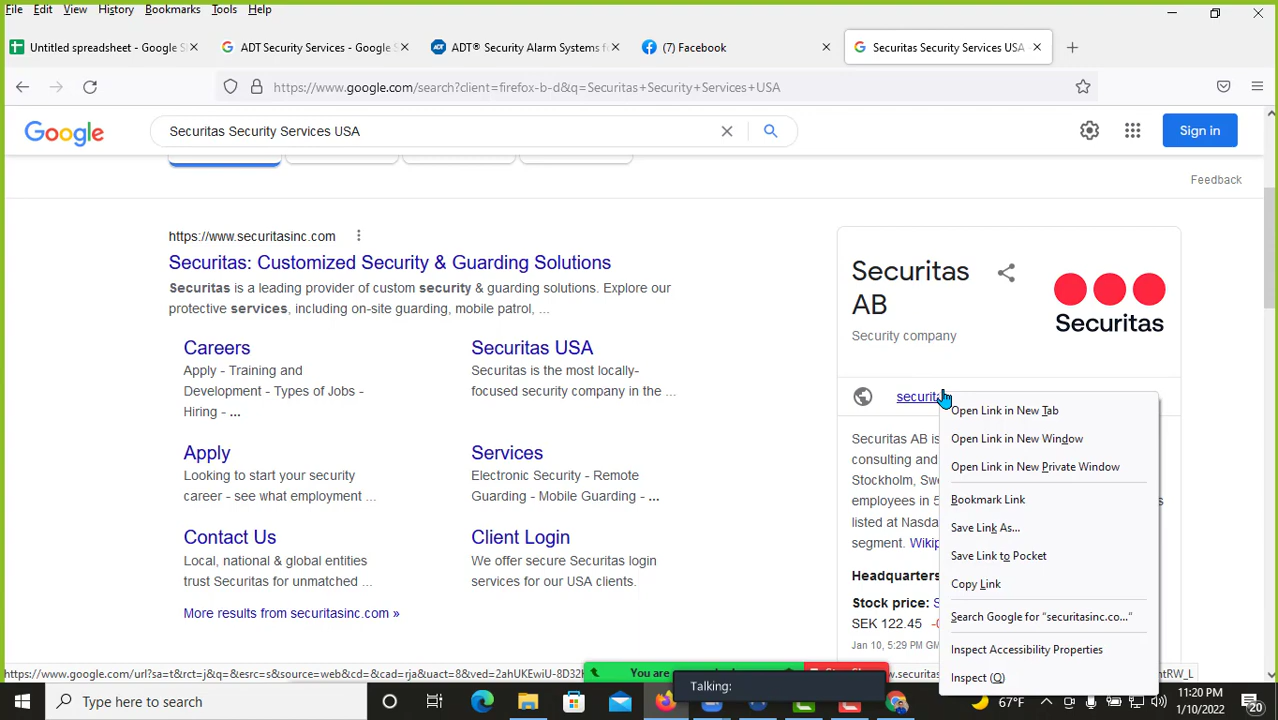 File Edit View History Bookmarks Tools Help
Untitled spreadsheet - Google S
ADT Security Services - Google
ADT® Security Alarm Systems f
(7) Facebook
Securitas Security Services USA
https://www.google.com/search?client=firefox-b-d&q=Securitas+Security+Services+USA
Google
Securitas Security Services USA
Sign in
Feedback
https://www.securitasinc.com
Securitas: Customized Security & Guarding Solutions
Securitas is a leading provider of custom security & guarding solutions. Explore our
protective services, including on-site guarding, mobile patrol, ...
Careers
Apply - Training and
Development - Types of Jobs -
Hiring - ...
Securitas USA
Securitas is the most locally-
focused security company in the ...
Apply
Looking to start your security
career - see what employment ...
Services
Electronic Security - Remote
Guarding - Mobile Guarding - ...
Contact Us
Local, national & global entities
trust Securitas for unmatched ...
Client Login
We offer secure Securitas login
services for our USA clients.
More results from securitasinc.com »
Securitas
AB
Security company
Securitas
securita
Securitas AB is
consulting and
Stockholm, Swe
employees in 5
listed at Nasda
segment. Wikip
Headquarters
Stock price: S
SEK 122.45
Jan 10, 5:29 PM GM
Open Link in New Tab
Open Link in New Window
Open Link in New Private Window
Bookmark Link
Save Link As...
Save Link to Pocket
Copy Link
Search Google for "securitasinc.co..."
Inspect Accessibility Properties
Inspect (Q)
You are
Talking:
Type here to search
67°F
11:20 PM
1/10/2022
20